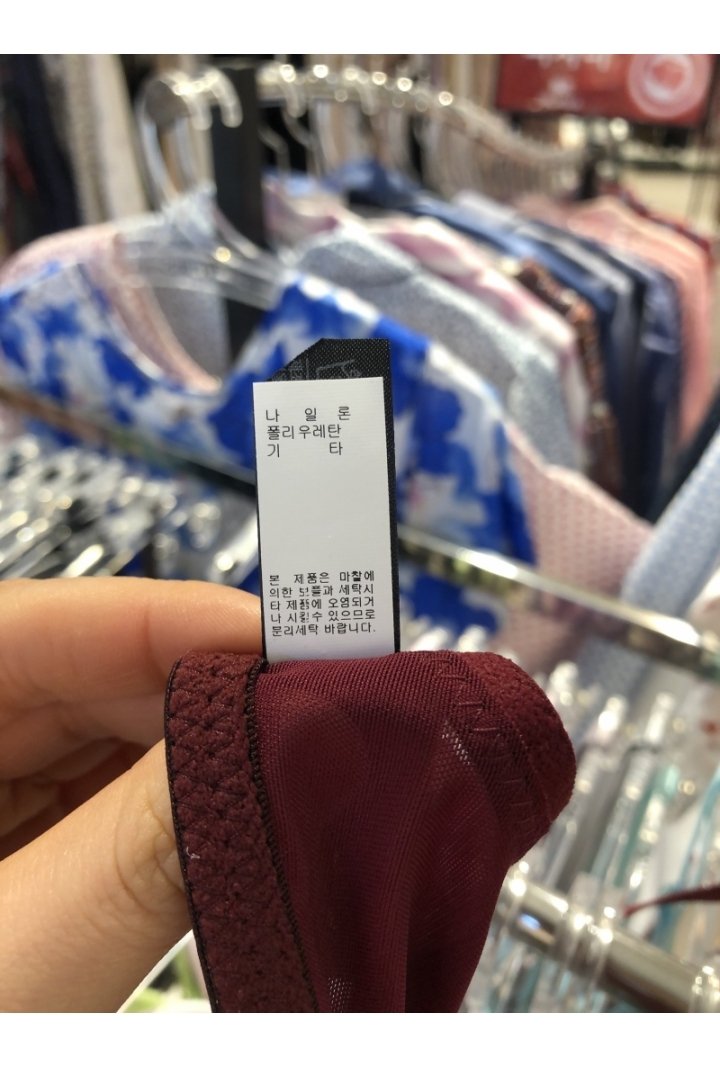 나 일 론
폴리우레탄
기 타
본 제품은 마찰에
의한 보풀과 세탁시
타 제품에 오염되거
나 시킬수 있으므로
분리세탁 바랍니다.